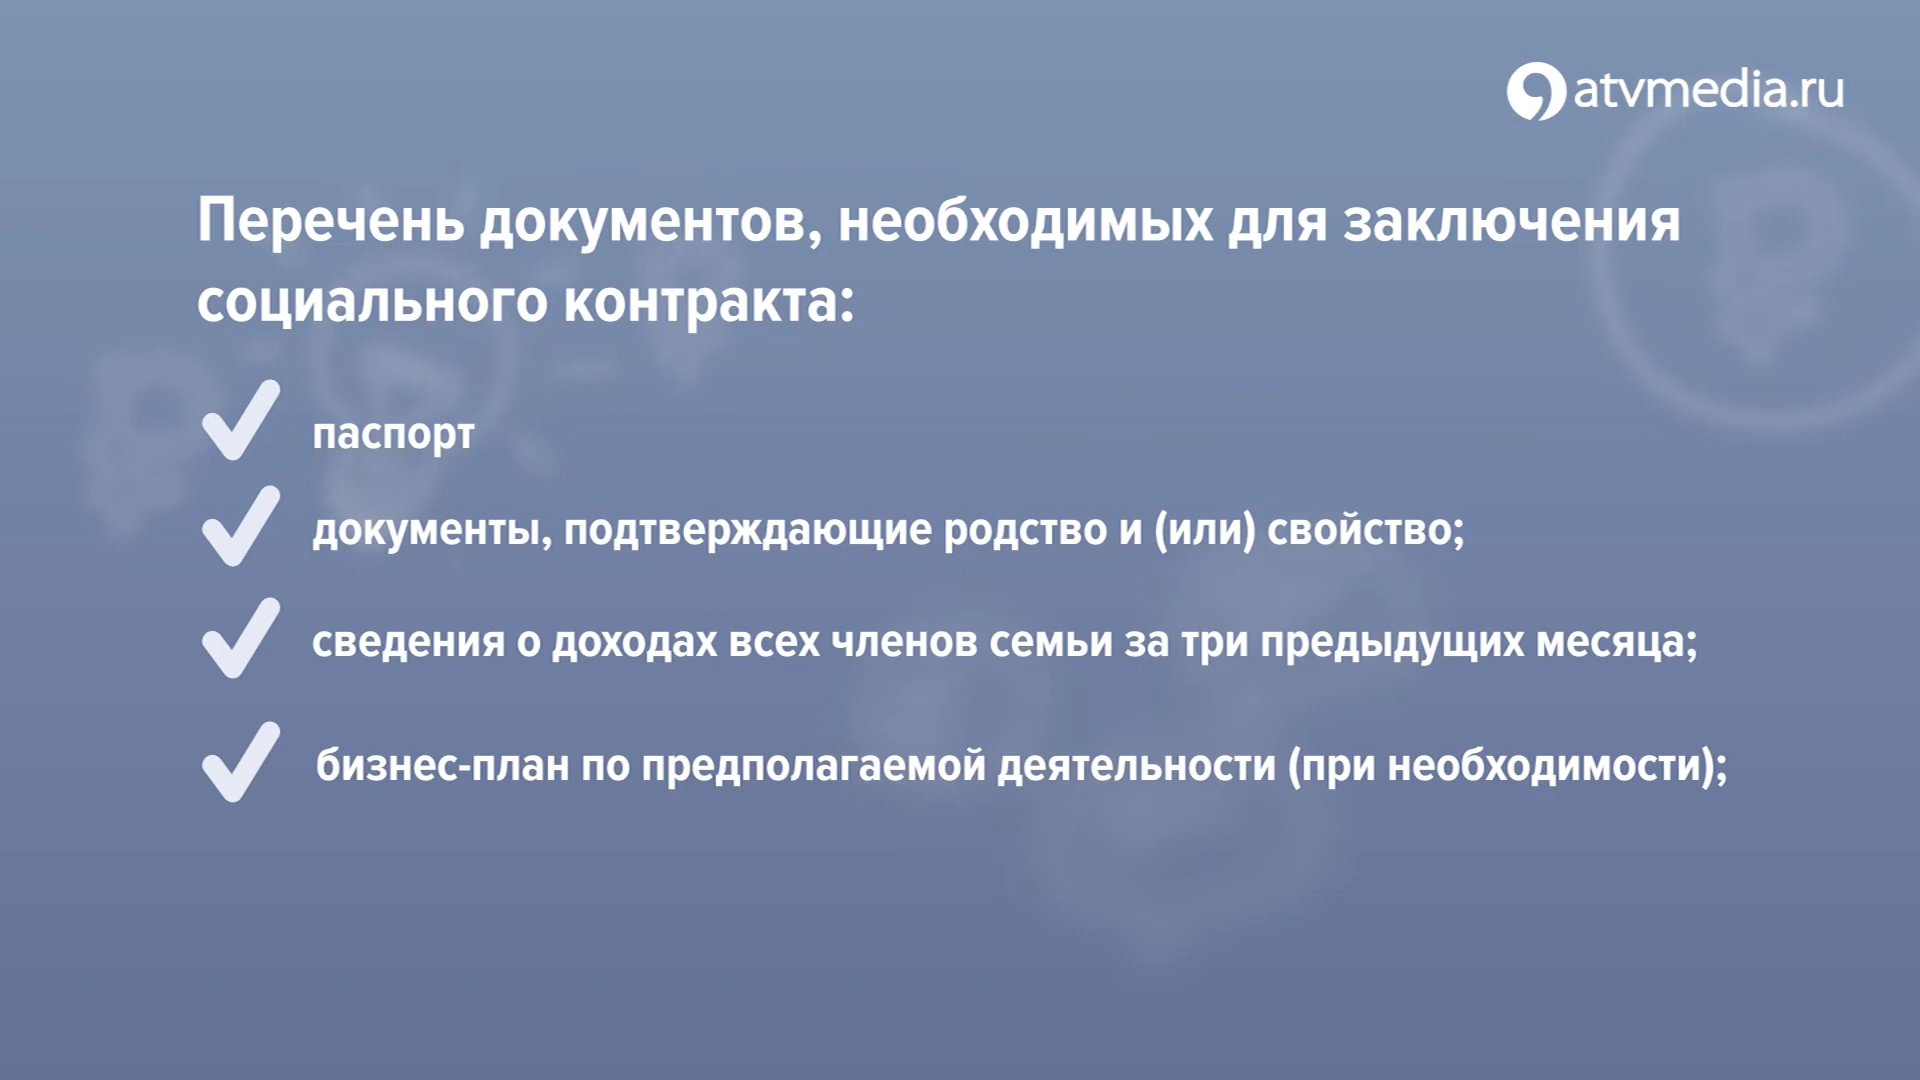 atvmedia.ru
Перечень документов, необходимых для заключения
социального контракта:
паспорт
документы, подтверждающие родство и (или) свойство;
сведения о доходах всех членов семьи за три предыдущих месяца;
бизнес-план по предполагаемой деятельности (при необходимости);